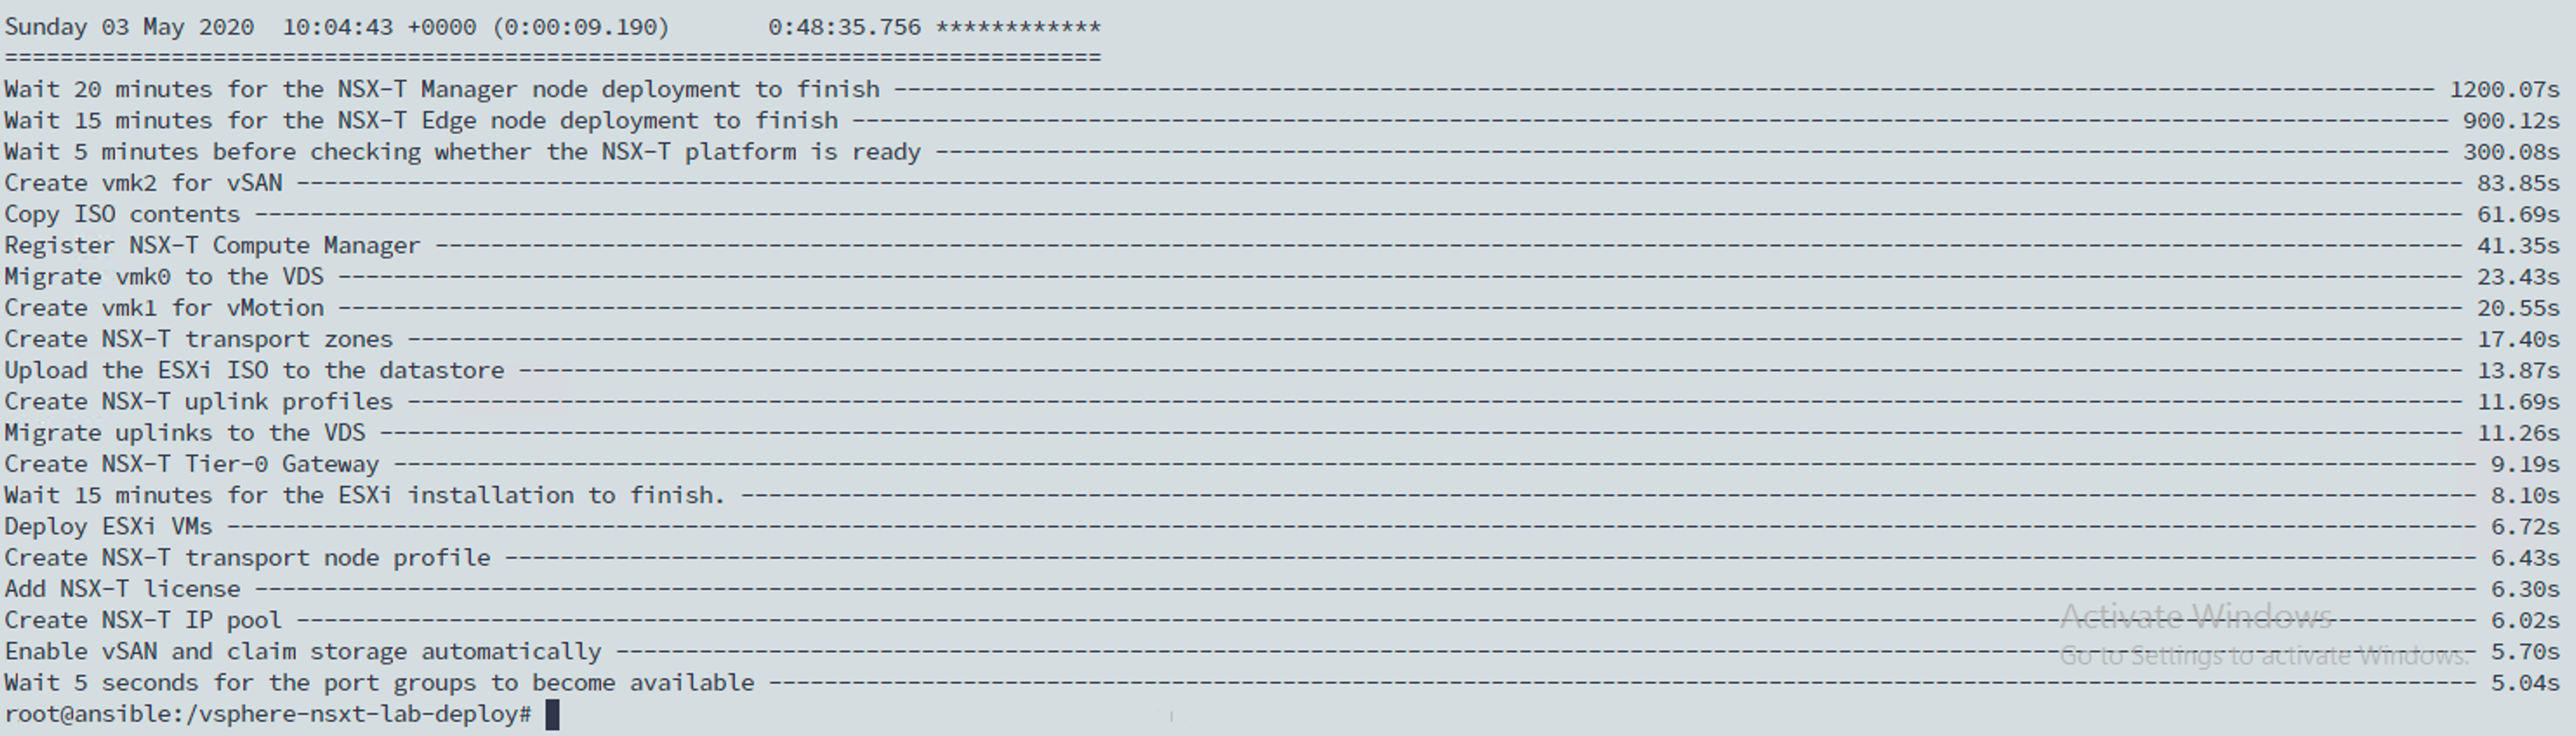 Sunday 03 May 2020  10:04:43 +0000 (0:00:09.190)       0:48:35.756 ************
===============================================================================
Wait 20 minutes for the NSX-T Manager node deployment to finish --------------- 1200.07s
Wait 15 minutes for the NSX-T Edge node deployment to finish --------------- 900.12s
Wait 5 minutes before checking whether the NSX-T platform is ready --------------- 300.08s
Create vmk2 for vSAN --------------- 83.85s
Copy ISO contents --------------- 61.69s
Register NSX-T Compute Manager --------------- 41.35s
Migrate vmk0 to the VDS --------------- 23.43s
Create vmk1 for vMotion --------------- 20.55s
Create NSX-T transport zones --------------- 17.40s
Upload the ESXi ISO to the datastore --------------- 13.87s
Create NSX-T uplink profiles --------------- 11.69s
Migrate uplinks to the VDS --------------- 11.26s
Create NSX-T Tier-0 Gateway --------------- 9.19s
Wait 15 minutes for the ESXi installation to finish. --------------- 8.10s
Deploy ESXi VMs --------------- 6.72s
Create NSX-T transport node profile --------------- 6.43s
Add NSX-T license --------------- 6.30s
Create NSX-T IP pool --------------- 6.02s
Enable vSAN and claim storage automatically --------------- 5.70s
Wait 5 seconds for the port groups to become available --------------- 5.04s
root@ansible:/vsphere-nsxt-lab-deploy#
Activate Windows
Go to Settings to activate Windows.